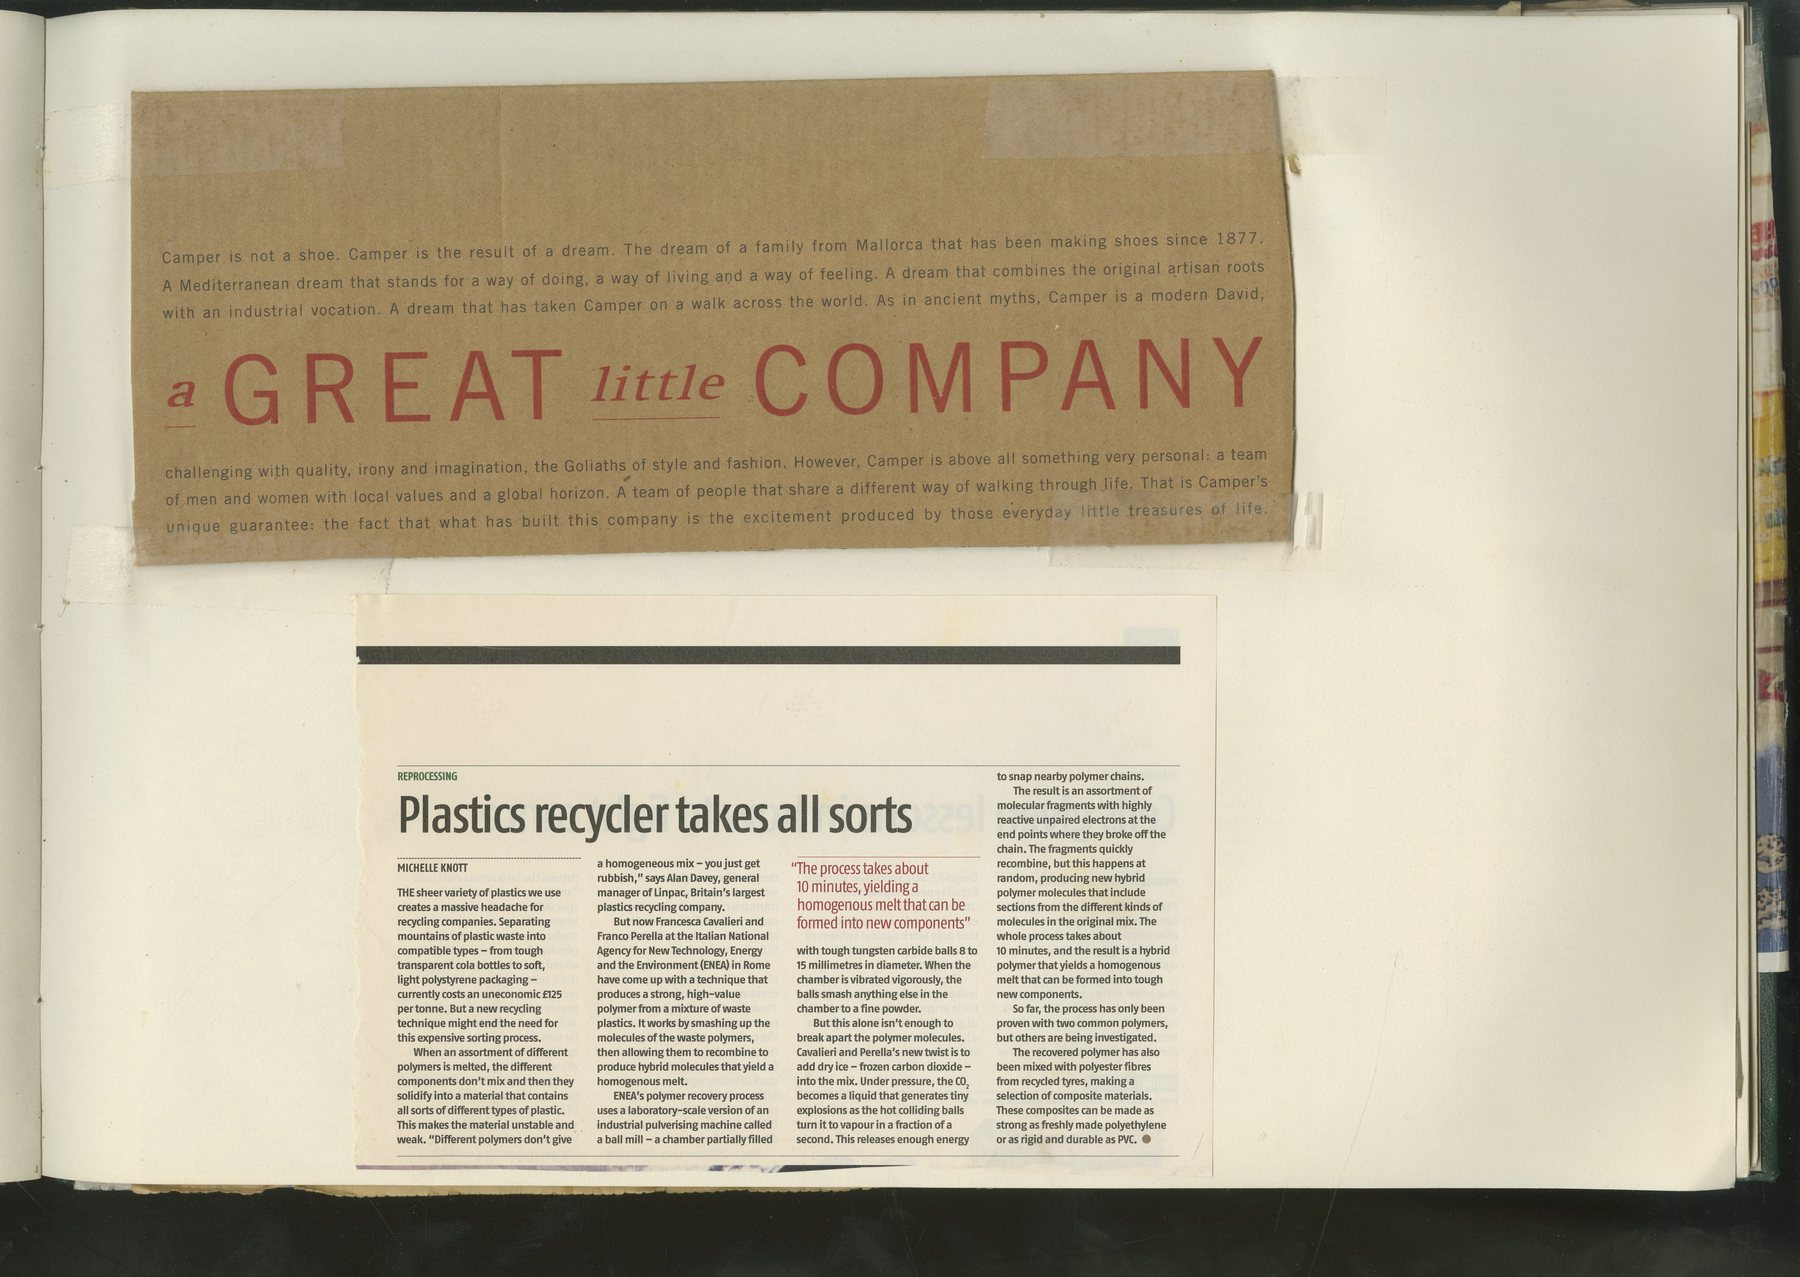 Camper is not a shoe. Camper is the result of a dream. The dream of a family from Mallorca that has been making shoes since 1877.
A Mediterranean dream that stands for a way of doing, a way of living and a way of feeling. A dream that combines the original artisan roots
with an industrial vocation. A dream that has taken Camper on a walk across the world. As in ancient myths, Camper is a modern David,
a GREAT little COMPANY
challenging with quality, irony and imagination, the Goliaths of style and fashion. However, Camper is above all something very personal: a team
of men and women with local values and a global horizon. A team of people that share a different way of walking through life. That is Camper's
unique guarantee: the fact that what has built this company is the excitement produced by those everyday little treasures of life.
REPROCESSING
Plastics recycler takes all sorts
MICHELLE KNOTT
THE sheer variety of plastics we use
creates a massive headache for
recycling companies. Separating
mountains of plastic waste into
compatible types – from tough
transparent cola bottles to soft,
light polystyrene packaging –
currently costs an uneconomic £125
per tonne. But a new recycling
technique might end the need for
this expensive sorting process.
When an assortment of different
polymers is melted, the different
components don't mix and then they
solidify into a material that contains
all sorts of different types of plastic.
This makes the material unstable and
weak. "Different polymers don't give
a homogeneous mix – you just get
rubbish," says Alan Davey, general
manager of Linpac, Britain's largest
plastics recycling company.
But now Francesca Cavalieri and
Franco Perella at the Italian National
Agency for New Technology, Energy
and the Environment (ENEA) in Rome
have come up with a technique that
produces a strong, high-value
polymer from a mixture of waste
plastics. It works by smashing up the
molecules of the waste polymers,
then allowing them to recombine to
produce hybrid molecules that yield a
homogenous melt.
ENEA's polymer recovery process
uses a laboratory-scale version of an
industrial pulverising machine called
a ball mill – a chamber partially filled
"The process takes about
10 minutes, yielding a
homogenous melt that can be
formed into new components"
with tough tungsten carbide balls 8 to
15 millimetres in diameter. When the
chamber is vibrated vigorously, the
balls smash anything else in the
chamber to a fine powder.
But this alone isn't enough to
break apart the polymer molecules.
Cavalieri and Perella's new twist is to
add dry ice – frozen carbon dioxide –
into the mix. Under pressure, the CO₂
becomes a liquid that generates tiny
explosions as the hot colliding balls
turn it to vapour in a fraction of a
second. This releases enough energy
to snap nearby polymer chains.
The result is an assortment of
molecular fragments with highly
reactive unpaired electrons at the
end points where they broke off the
chain. The fragments quickly
recombine, but this happens at
random, producing new hybrid
polymer molecules that include
sections from the different kinds of
molecules in the original mix. The
whole process takes about
10 minutes, and the result is a hybrid
polymer that yields a homogenous
melt that can be formed into tough
new components.
So far, the process has only been
proven with two common polymers,
but others are being investigated.
The recovered polymer has also
been mixed with polyester fibres
from recycled tyres, making a
selection of composite materials.
These composites can be made as
strong as freshly made polyethylene
or as rigid and durable as PVC.